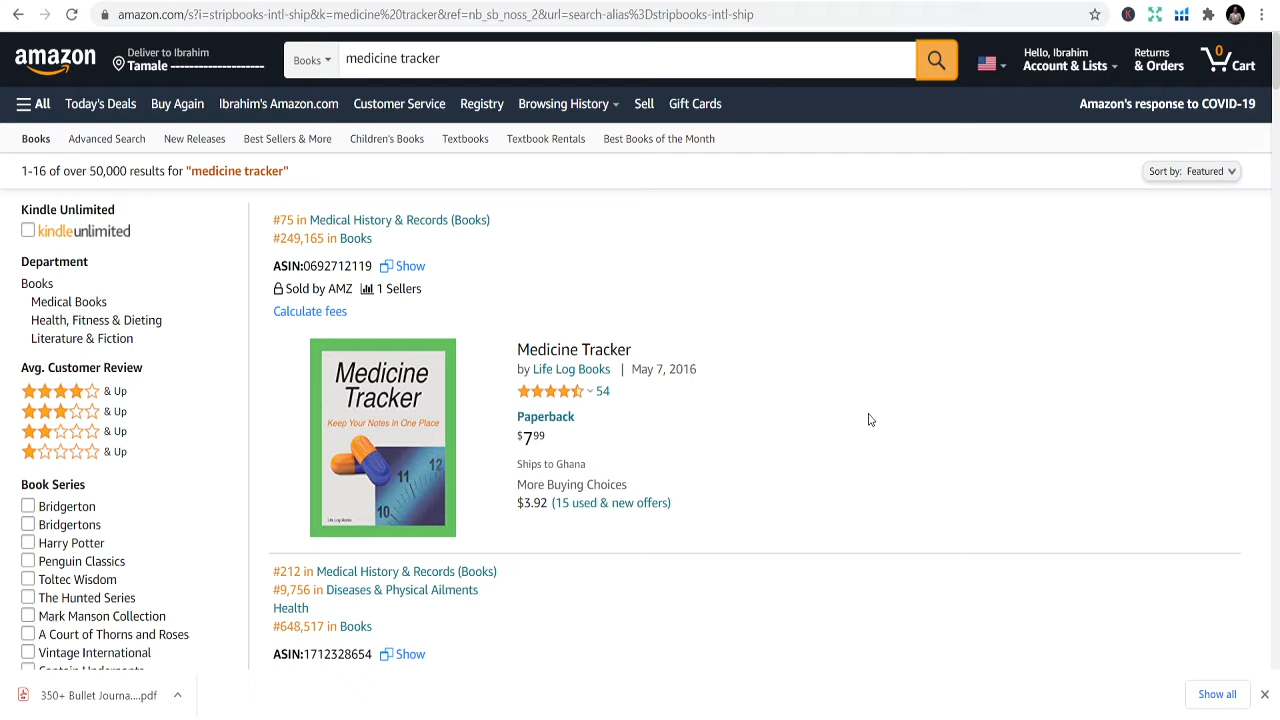 amazon.com/s?i=stripbooks-intl-ship&k=medicine%20tracker&ref=nb_sb_noss_2&url=search-alias%3Dstripbooks-intl-ship
amazon
Deliver to Ibrahim
Tamale ------------------
Books
medicine tracker
Hello, Ibrahim
Account & Lists
Returns
& Orders
0
Cart
All
Today's Deals
Buy Again
Ibrahim's Amazon.com
Customer Service
Registry
Browsing History
Sell
Gift Cards
Amazon's response to COVID-19
Books
Advanced Search
New Releases
Best Sellers & More
Children's Books
Textbooks
Textbook Rentals
Best Books of the Month
1-16 of over 50,000 results for "medicine tracker"
Sort by: Featured
Kindle Unlimited
kindleunlimited
Department
Books
Medical Books
Health, Fitness & Dieting
Literature & Fiction
Avg. Customer Review
& Up
& Up
& Up
& Up
Book Series
Bridgerton
Bridgertons
Harry Potter
Penguin Classics
Toltec Wisdom
The Hunted Series
Mark Manson Collection
A Court of Thorns and Roses
Vintage International
Captain Underpants
#75 in Medical History & Records (Books)
#249,165 in Books
ASIN:0692712119 Show
Sold by AMZ 1 Sellers
Calculate fees
Medicine
Tracker
Keep Your Notes In One Place
12
11
10
Life Log Books
Medicine Tracker
by Life Log Books | May 7, 2016
54
Paperback
$7.99
Ships to Ghana
More Buying Choices
$3.92 (15 used & new offers)
#212 in Medical History & Records (Books)
#9,756 in Diseases & Physical Ailments
Health
#648,517 in Books
ASIN:1712328654 Show
350+ Bullet Journa....pdf
Show all